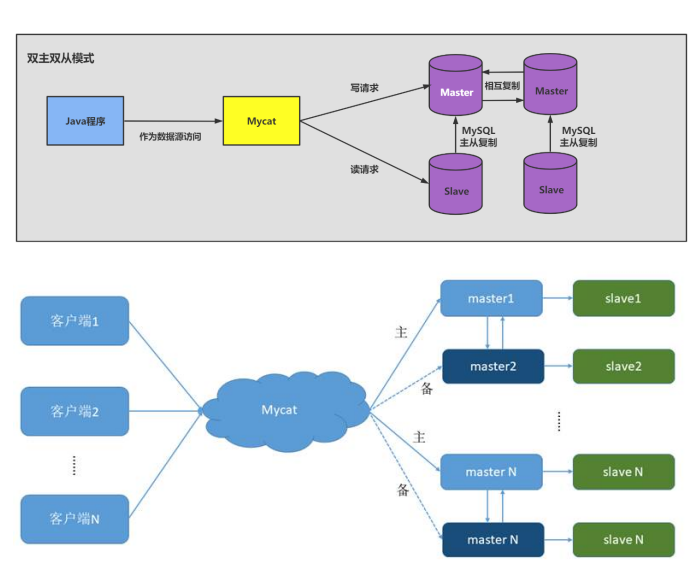 双主双从模式
Java程序
作为数据源访问
Mycat
写请求
读请求
Master
相互复制
Master
MySQL
主从复制
MySQL
主从复制
Slave
Slave
客户端1
客户端2
客户端N
Mycat
主
备
主
备
master1
slave1
master2
slave2
master N
slave N
master N
slave N